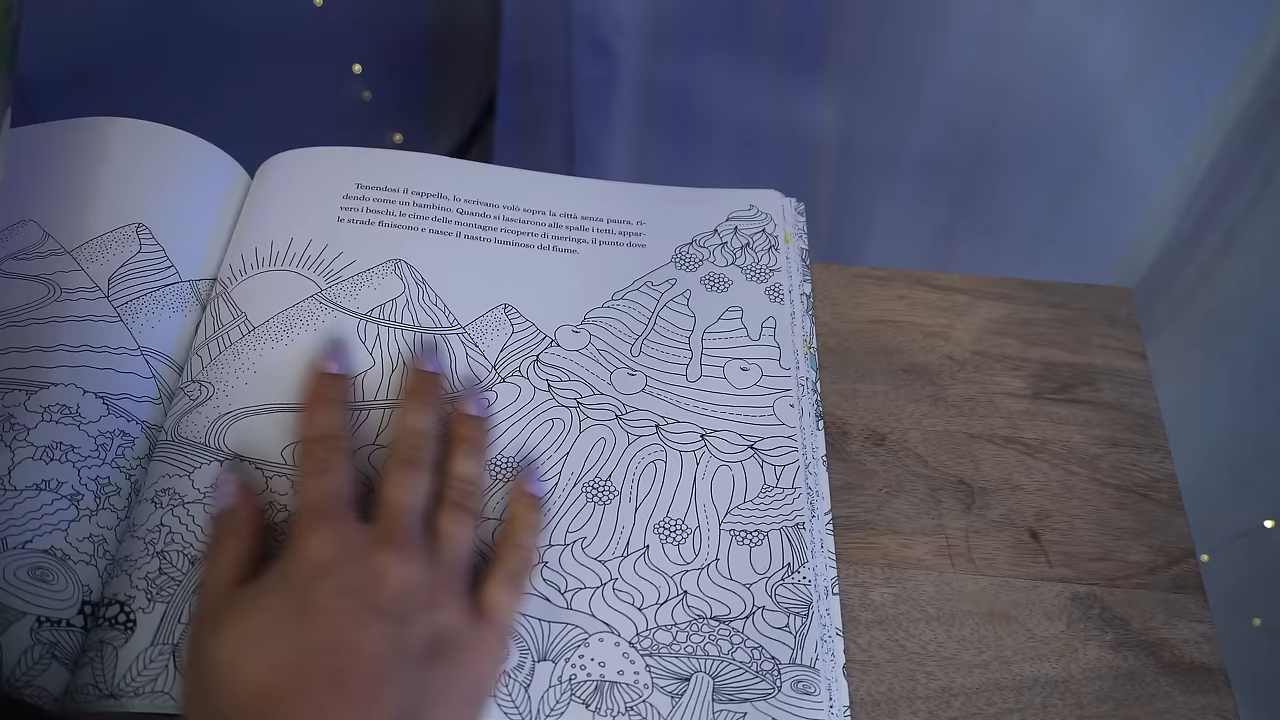 Tenendosi il cappello, lo scrivano volò sopra la città senza paura, ri-
dendo come un bambino. Quando si lasciarono alle spalle i tetti, appar-
vero i boschi, le cime delle montagne ricoperte di meringa, il punto dove
le strade finiscono e nasce il nastro luminoso del fiume.